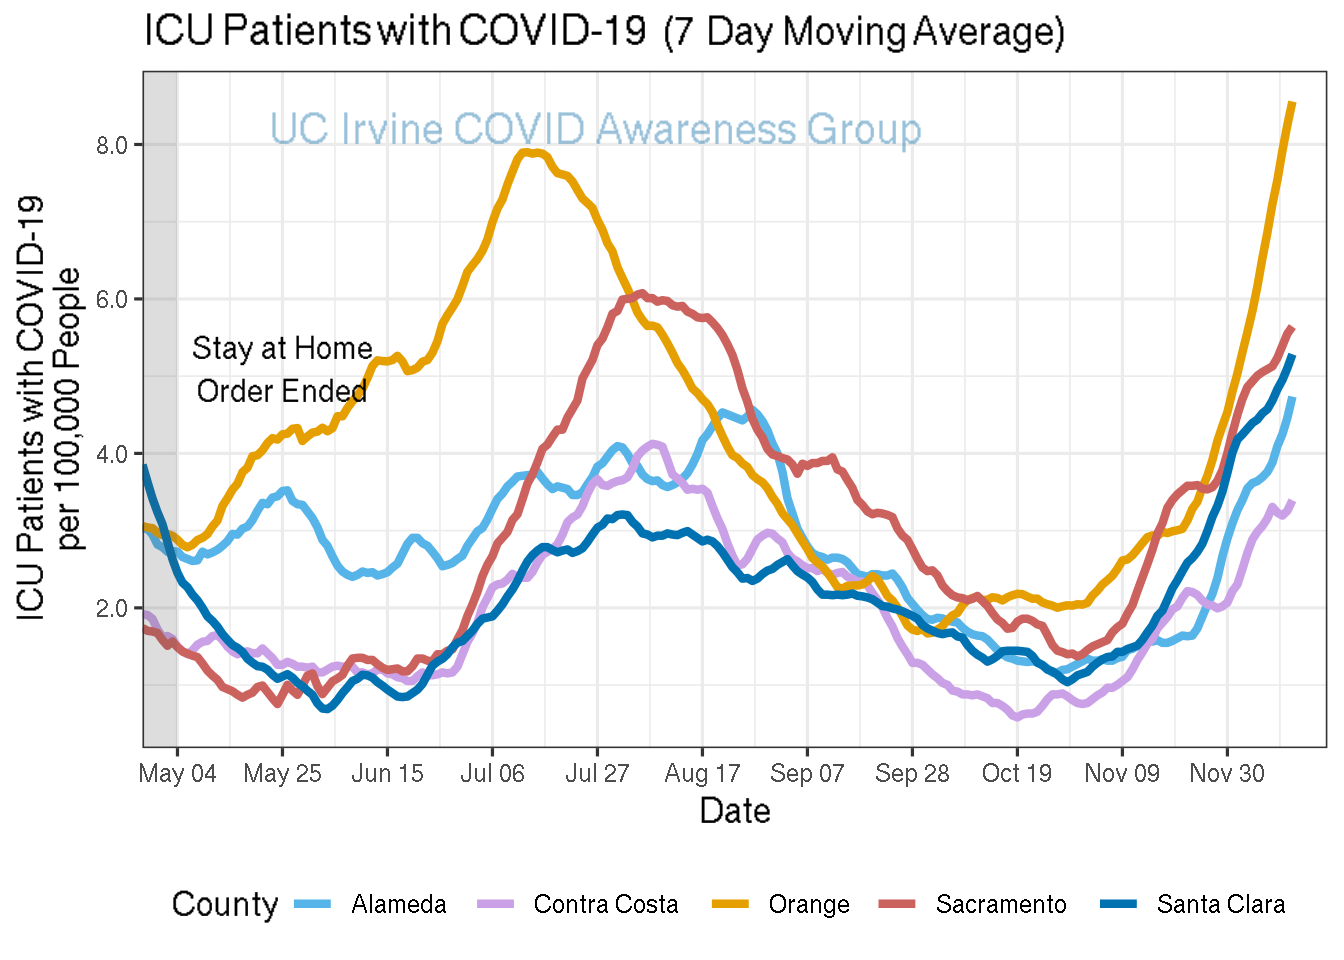 ICU Patients with COVID-19 (7 Day Moving Average)
UC Irvine COVID Awareness Group
ICU Patients with COVID-19
per 100,000 People
8.0
6.0
4.0
2.0
Stay at Home
Order Ended
May 04 May 25 Jun 15 Jul 06 Jul 27 Aug 17 Sep 07 Sep 28 Oct 19 Nov 09 Nov 30
Date
County Alameda Contra Costa Orange Sacramento Santa Clara